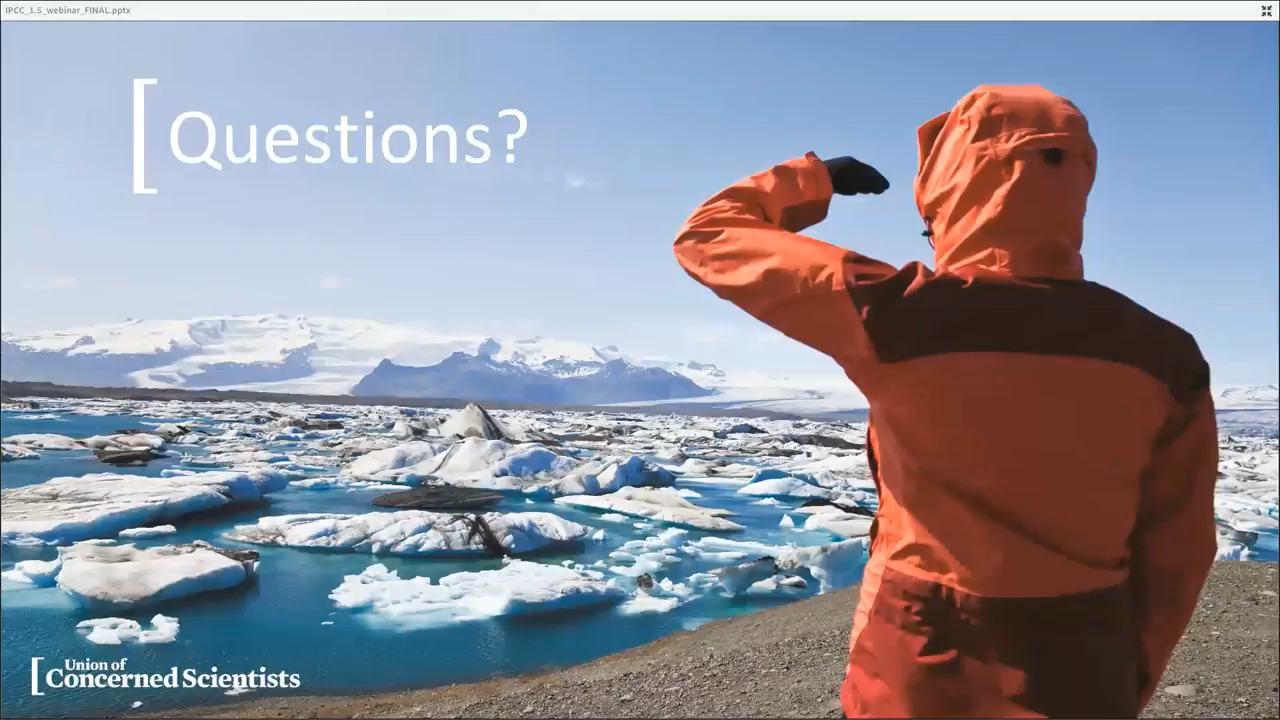 IPCC_1.5_webinar_FINAL.pptx
Questions?
Union of
Concerned Scientists